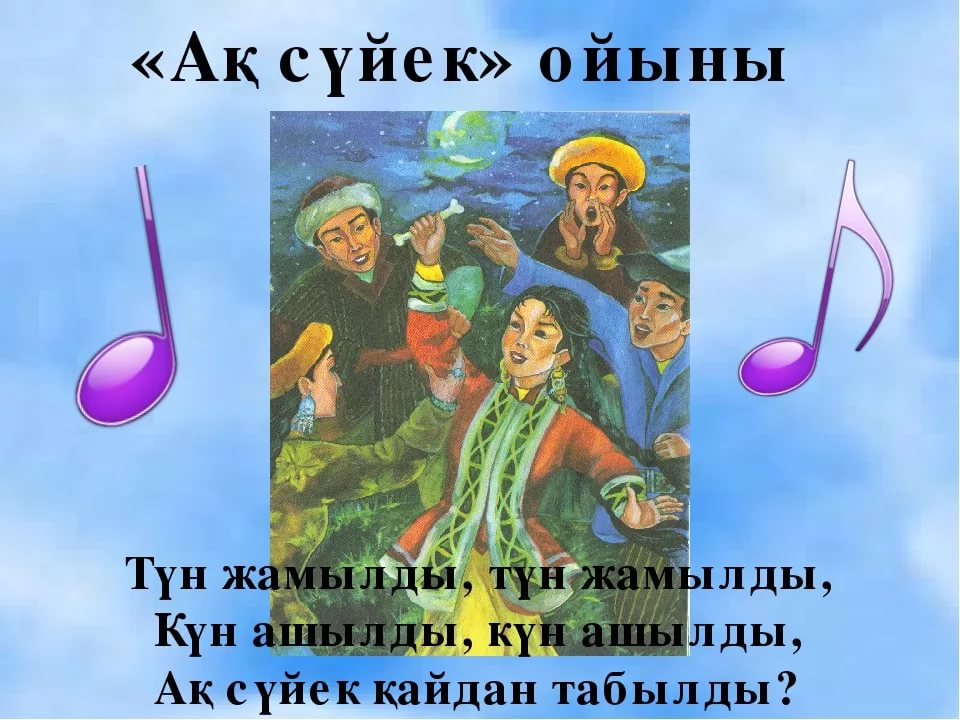 «Ақ сүйек» ойыны
Түн жамылды, түн жамылды,
Күн ашылды, күн ашылды,
Ақ сүйек қайдан табылды?